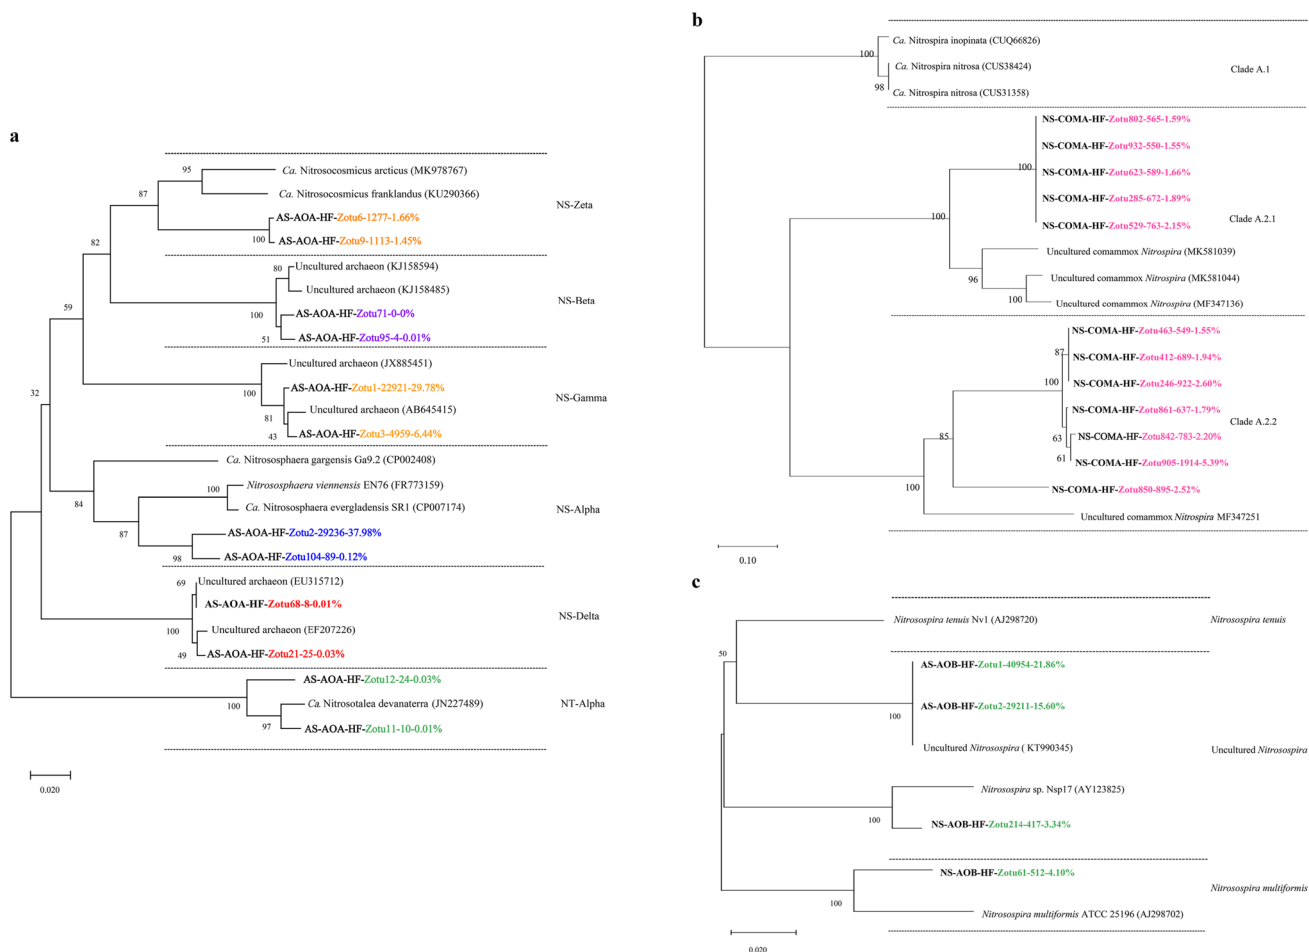 a
95
Ca. Nitrosocosmicus arcticus (MK978767)
87
Ca. Nitrosocosmicus franklandus (KU290366)
NS-Zeta
AS-AOA-HF-Zotu6-1277-1.66%
100
AS-AOA-HF-Zotu9-1113-1.45%
82
80
Uncultured archaeon (KJ158594)
Uncultured archaeon (KJ158485)
NS-Beta
100
AS-AOA-HF-Zotu71-0-0%
51
AS-AOA-HF-Zotu95-4-0.01%
59
Uncultured archaeon (JX885451)
100
AS-AOA-HF-Zotu1-22921-29.78%
NS-Gamma
81
Uncultured archaeon (AB645415)
43
AS-AOA-HF-Zotu3-4959-6.44%
32
Ca. Nitrososphaera gargensis Ga9.2 (CP002408)
84
100
Nitrososphaera viennensis EN76 (FR773159)
Ca. Nitrososphaera evergladensis SR1 (CP007174)
NS-Alpha
87
AS-AOA-HF-Zotu2-29236-37.98%
98
AS-AOA-HF-Zotu104-89-0.12%
69
Uncultured archaeon (EU315712)
AS-AOA-HF-Zotu68-8-0.01%
NS-Delta
100
Uncultured archaeon (EF207226)
49
AS-AOA-HF-Zotu21-25-0.03%
AS-AOA-HF-Zotu12-24-0.03%
100
Ca. Nitrosotalea devanaterra (JN227489)
NT-Alpha
97
AS-AOA-HF-Zotu11-10-0.01%
0.020
b
Ca. Nitrospira inopinata (CUQ66826)
100
Ca. Nitrospira nitrosa (CUS38424)
Clade A.1
98
Ca. Nitrospira nitrosa (CUS31358)
NS-COMA-HF-Zotu802-565-1.59%
NS-COMA-HF-Zotu932-550-1.55%
100
NS-COMA-HF-Zotu623-589-1.66%
NS-COMA-HF-Zotu285-672-1.89%
100
NS-COMA-HF-Zotu529-763-2.15%
Clade A.2.1
Uncultured comammox Nitrospira (MK581039)
96
Uncultured comammox Nitrospira (MK581044)
100
Uncultured comammox Nitrospira (MF347136)
NS-COMA-HF-Zotu463-549-1.55%
87
NS-COMA-HF-Zotu412-689-1.94%
100
NS-COMA-HF-Zotu246-922-2.60%
NS-COMA-HF-Zotu861-637-1.79%
Clade A.2.2
85
63
NS-COMA-HF-Zotu842-783-2.20%
61
NS-COMA-HF-Zotu905-1914-5.39%
100
NS-COMA-HF-Zotu850-895-2.52%
Uncultured comammox Nitrospira MF347251
0.10
c
Nitrosospira tenuis Nv1 (AJ298720)
Nitrosospira tenuis
50
AS-AOB-HF-Zotu1-40954-21.86%
AS-AOB-HF-Zotu2-29211-15.60%
100
Uncultured Nitrosospira ( KT990345)
Uncultured Nitrosospira
Nitrosospira sp. Nsp17 (AY123825)
100
NS-AOB-HF-Zotu214-417-3.34%
NS-AOB-HF-Zotu61-512-4.10%
Nitrosospira multiformis
100
Nitrosospira multiformis ATCC 25196 (AJ298702)
0.020